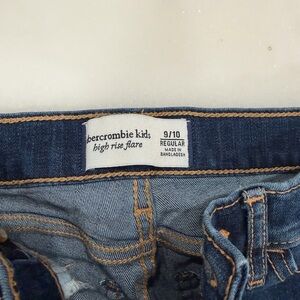 abercrombie kids
high rise flare
9/10
REGULAR
MADE IN
BANGLADESH